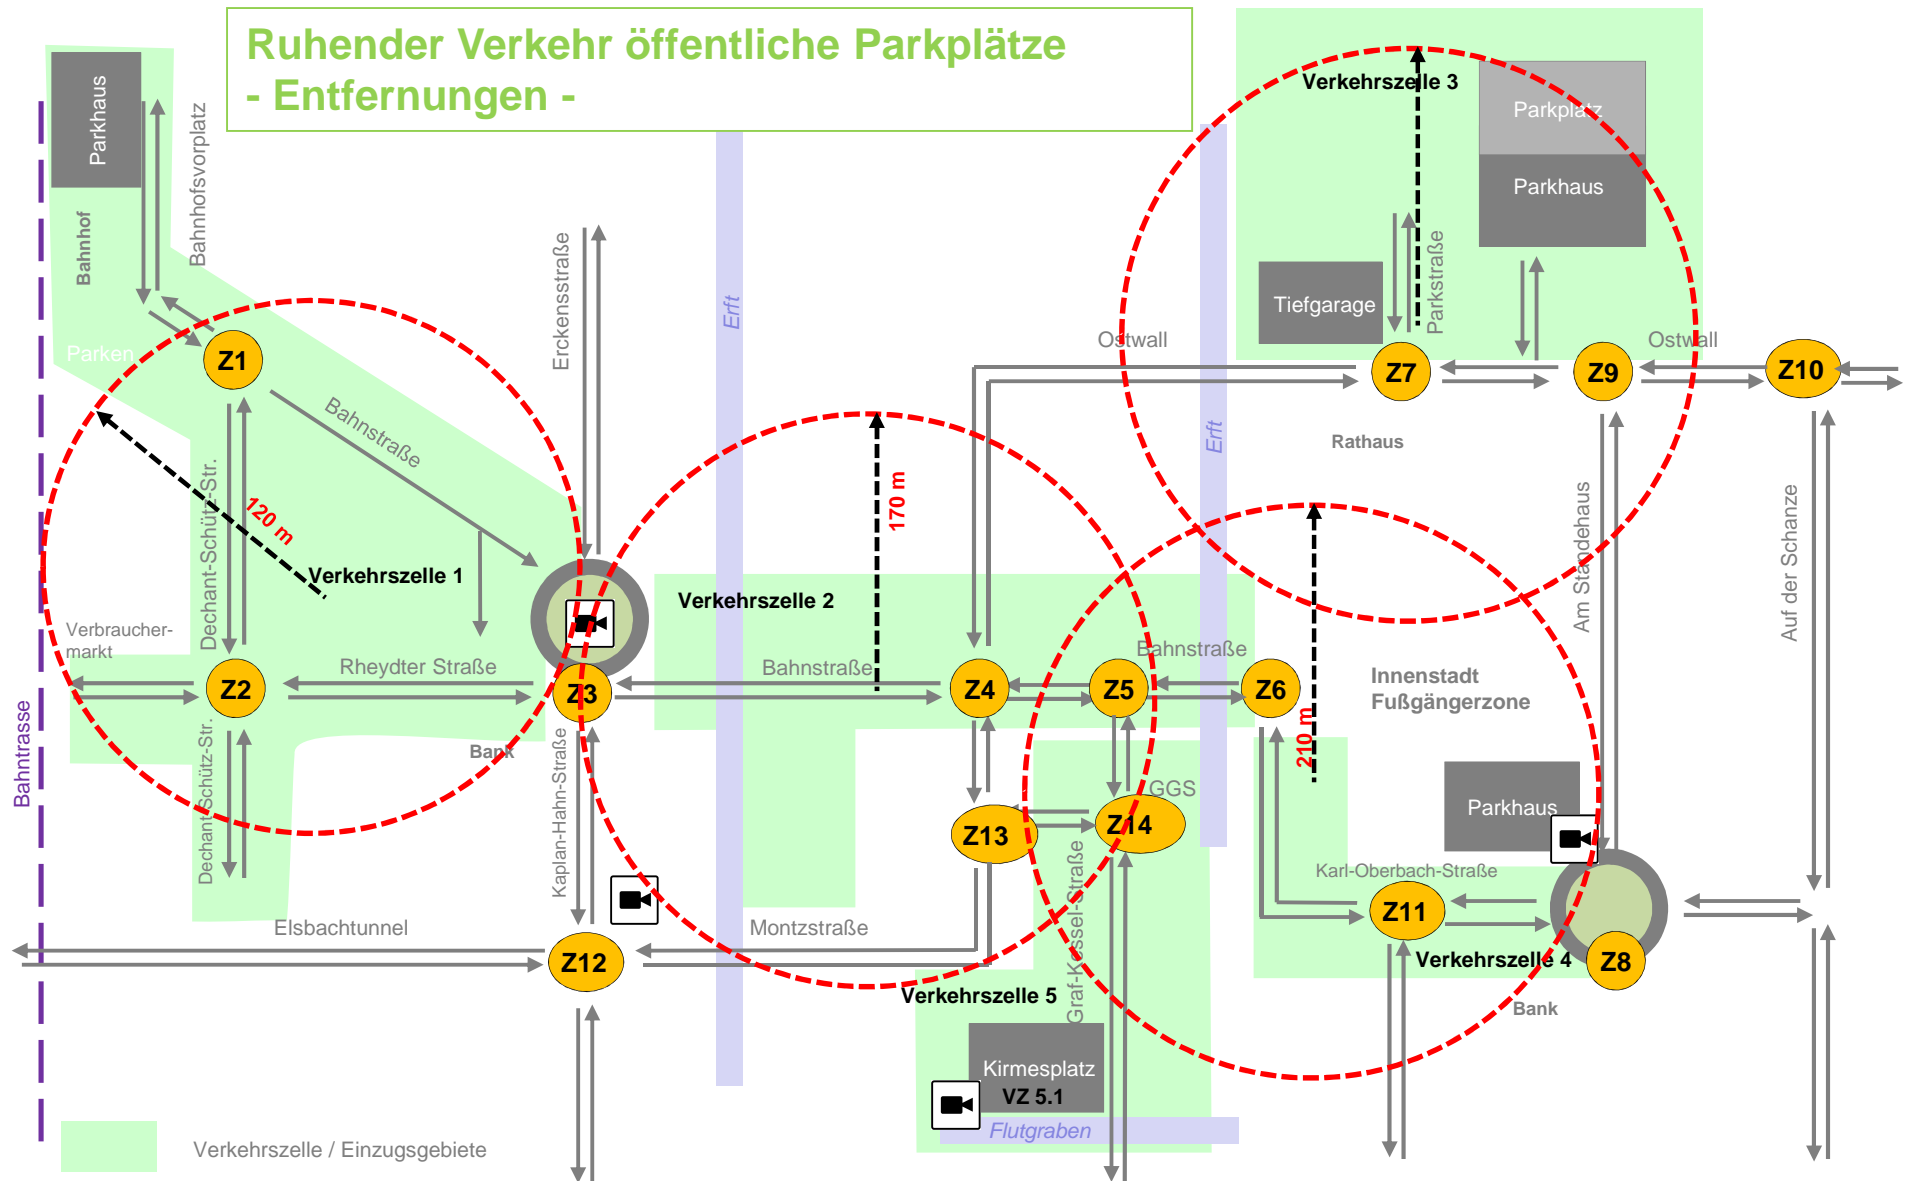 Ruhender Verkehr öffentliche Parkplätze
- Entfernungen -
Parkhaus
Bahnhofsvorplatz
Bahnhof
Parken
Z1
Bahnstraße
Dechant-Schütz-Str.
120 m
Verkehrszelle 1
Verbraucher-
markt
Z2
Rheydter Straße
Dechant-Schütz-Str.
Bahntrasse
Bank
Erckensstraße
Z3
Kaplan-Hahn-Straße
Elsbachtunnel
Z12
Erft
170 m
Verkehrszelle 2
Bahnstraße
Z4
Z5
Bahnstraße
Z6
Z13
Z14
GGS
Montzstraße
Graf-Kessel-Straße
Verkehrszelle 5
Kirmesplatz
VZ 5.1
Flutgraben
Verkehrszelle 3
Parkplatz
Parkhaus
Tiefgarage
Parkstraße
Ostwall
Erft
Z7
Z9
Ostwall
Z10
Rathaus
Am Ständehaus
Auf der Schanze
Innenstadt
Fußgängerzone
210 m
Parkhaus
Karl-Oberbach-Straße
Z11
Verkehrszelle 4
Z8
Bank
Verkehrszelle / Einzugsgebiete